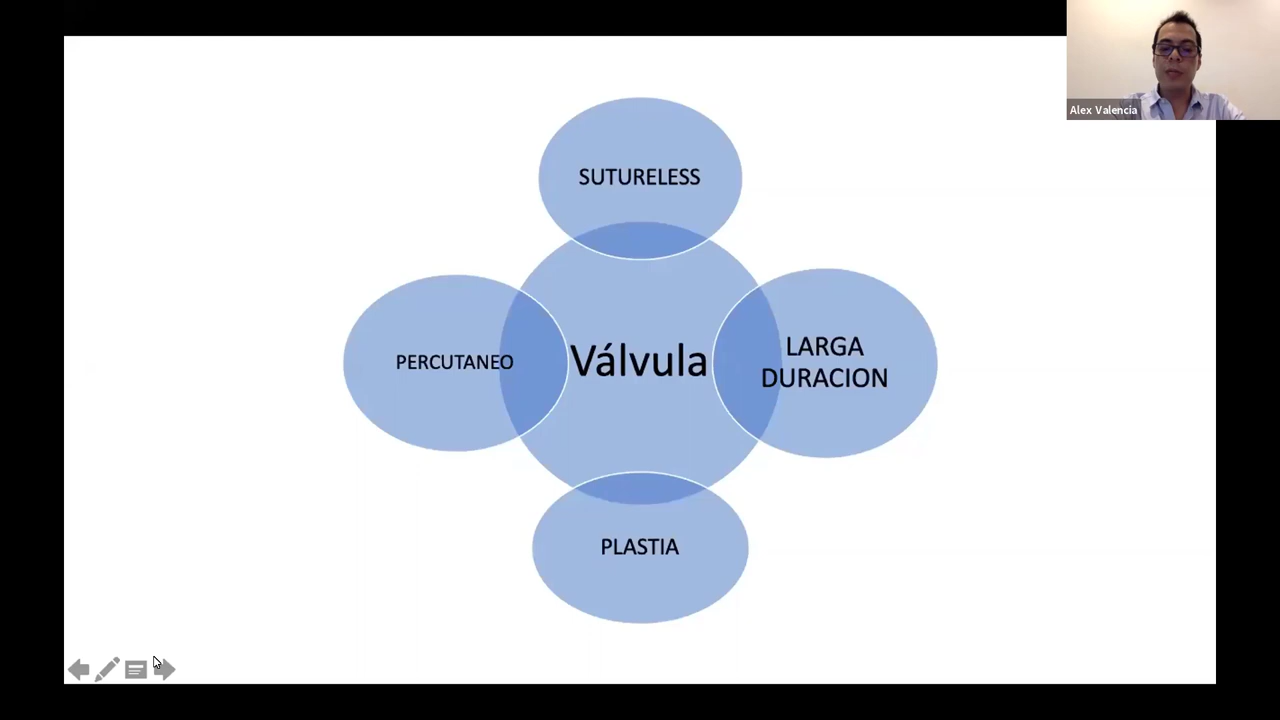 Alex Valencia
SUTURELESS
PERCUTANEO
Válvula
LARGA
DURACION
PLASTIA